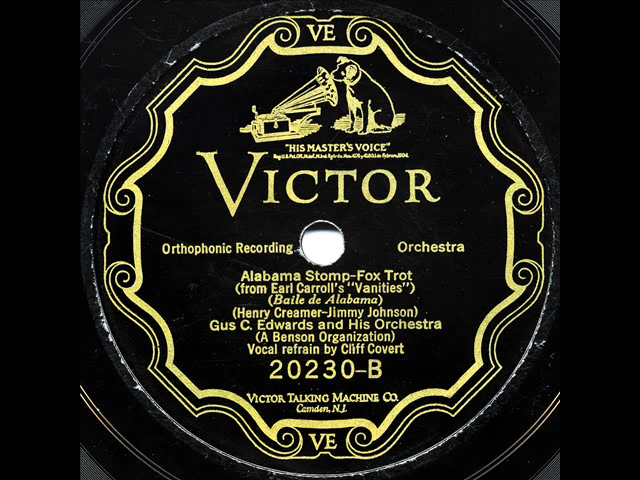 VE
"HIS MASTER'S VOICE"
VICTOR
Orthophonic Recording Orchestra
Alabama Stomp-Fox Trot
(from Earl Carroll's "Vanities")
(Baile de Alabama)
(Henry Creamer-Jimmy Johnson)
Gus C. Edwards and His Orchestra
(A Benson Organization)
Vocal refrain by Cliff Covert
20230-B
VICTOR TALKING MACHINE CO.
Camden, N.J.
VE